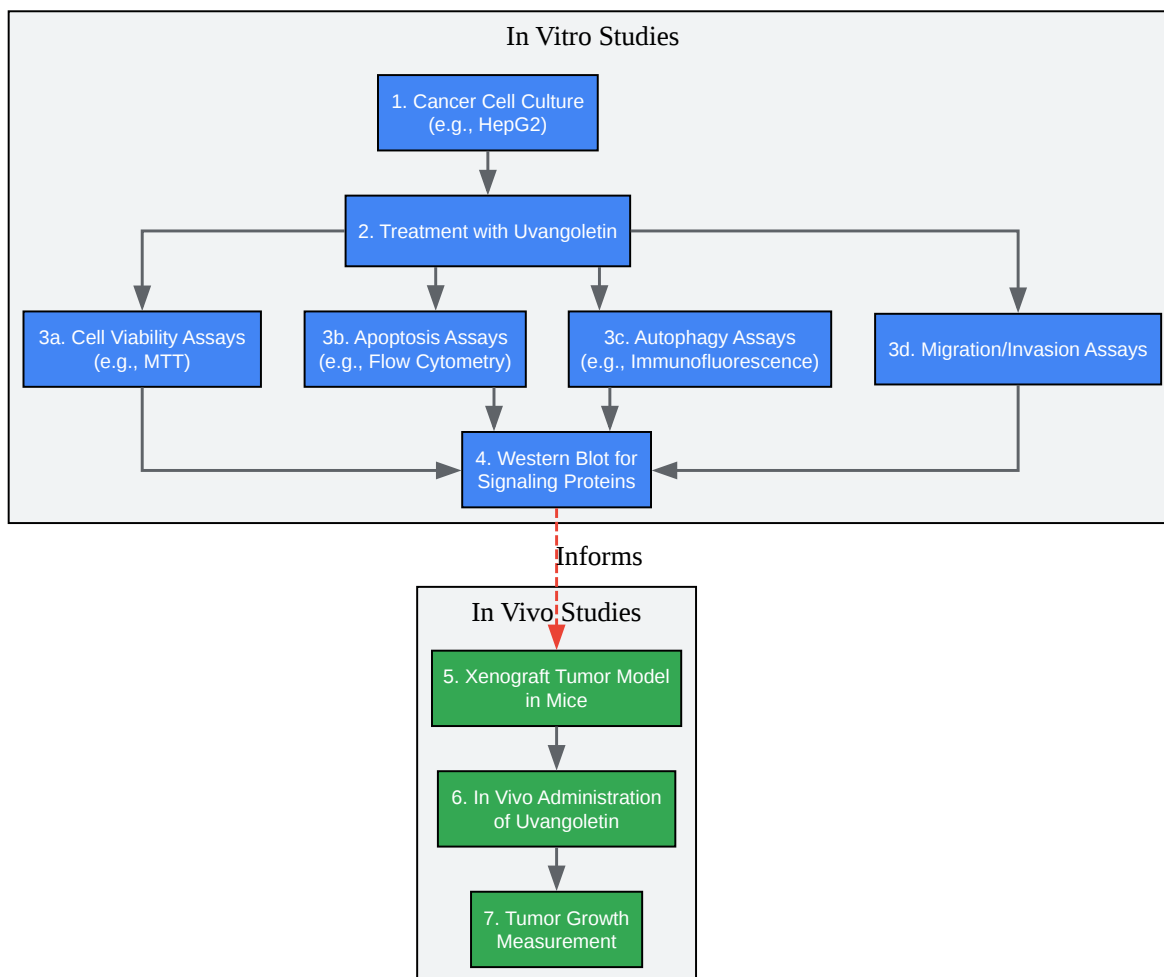 In Vitro Studies
1. Cancer Cell Culture
(e.g., HepG2)
2. Treatment with Uvangoletin
3a. Cell Viability Assays
(e.g., MTT)
3b. Apoptosis Assays
(e.g., Flow Cytometry)
3c. Autophagy Assays
(e.g., Immunofluorescence)
3d. Migration/Invasion Assays
4. Western Blot for
Signaling Proteins
Informs
In Vivo Studies
5. Xenograft Tumor Model
in Mice
6. In Vivo Administration
of Uvangoletin
7. Tumor Growth
Measurement